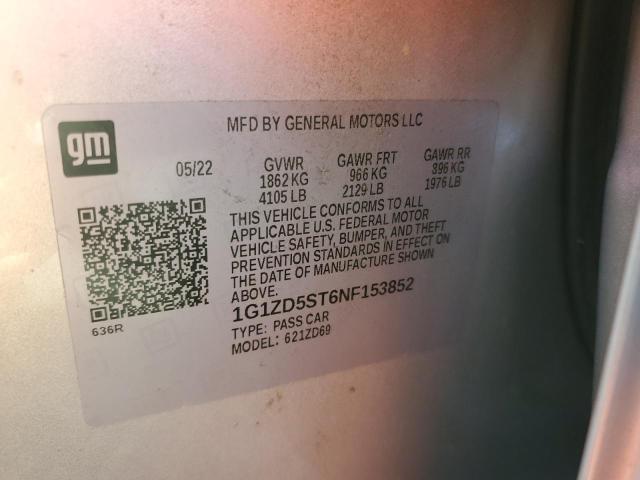 gm
MFD BY GENERAL MOTORS LLC
05/22 GVWR GAWR FRT GAWR RR
1862 KG 966 KG 896 KG
4105 LB 2129 LB 1976 LB
THIS VEHICLE CONFORMS TO ALL
APPLICABLE U.S. FEDERAL MOTOR
VEHICLE SAFETY, BUMPER, AND THEFT
PREVENTION STANDARDS IN EFFECT ON
THE DATE OF MANUFACTURE SHOWN
ABOVE.
1G1ZD5ST6NF153852
TYPE: PASS CAR
MODEL: 621ZD69
636R